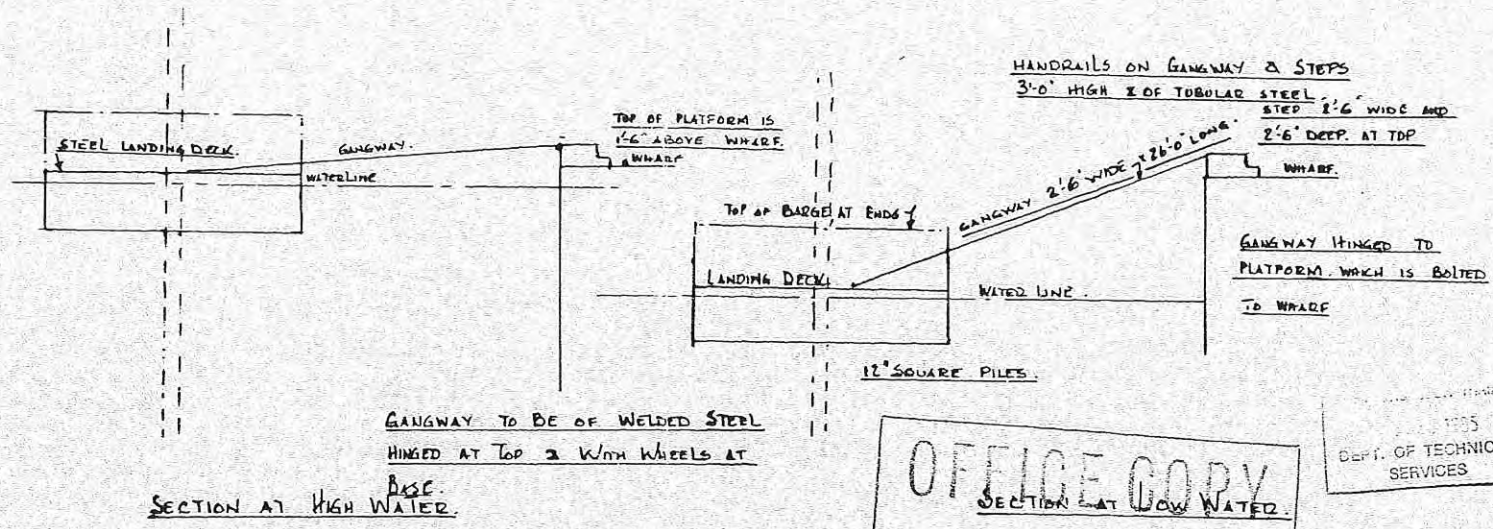 STEEL LANDING DECK.
GANGWAY.
WATERLINE
TOP OF PLATFORM IS
1'-6" ABOVE WHARF.
WHARF
GANGWAY TO BE OF WELDED STEEL
HINGED AT TOP & WITH WHEELS AT
BASE.
SECTION AT HIGH WATER.
HANDRAILS ON GANGWAY & STEPS
3'-0" HIGH & OF TUBULAR STEEL.
STEP 2'-6" WIDE AND
2'-6" DEEP. AT TOP
WHARF.
GANGWAY 2'-6" WIDE x 26'-0" LONG.
TOP OF BARGE AT ENDS
LANDING DECK
WATER LINE.
GANGWAY HINGED TO
PLATFORM. WHICH IS BOLTED
TO WHARF
12" SQUARE PILES.
OFFICE COPY
SECTION AT LOW WATER.
DEPT. OF TECHNIC
SERVICES